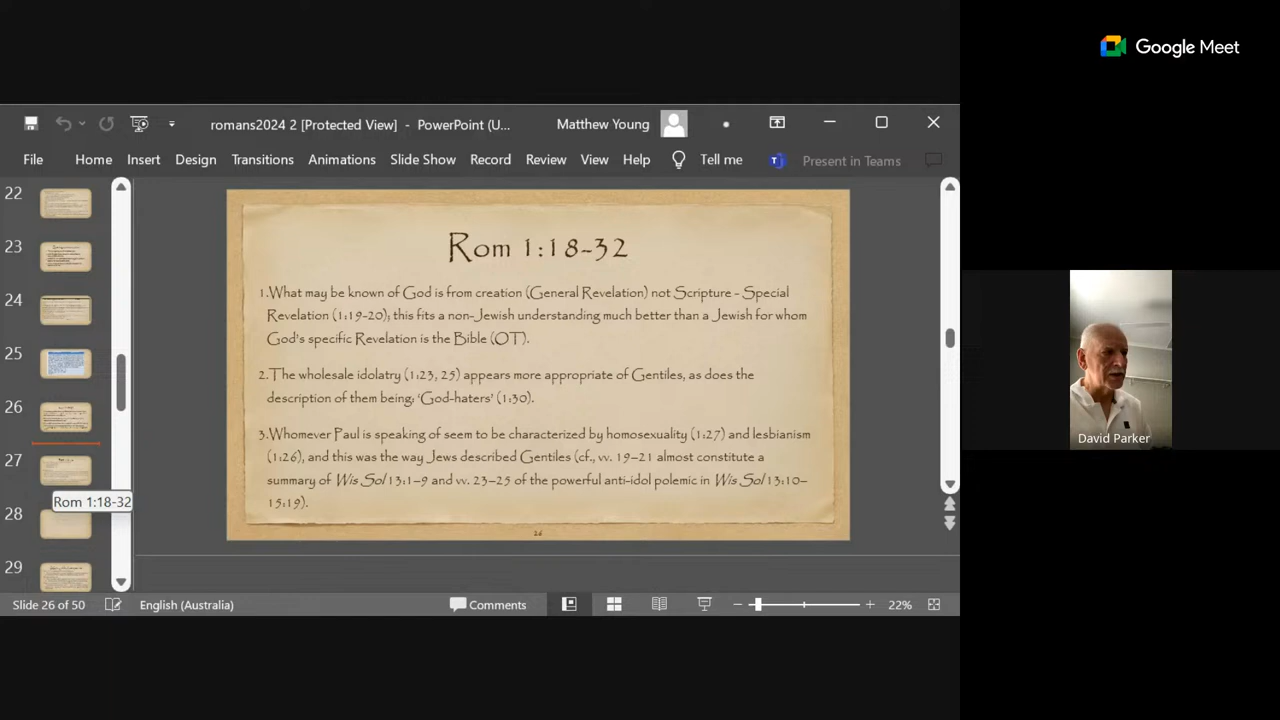 Google Meet
romans2024 2 [Protected View] - PowerPoint (U...
Matthew Young
File Home Insert Design Transitions Animations Slide Show Record Review View Help Tell me Present in Teams
22
23
24
25
26
27
Rom 1:18-32
28
29
Rom 1:18-32
1.What may be known of God is from creation (General Revelation) not Scripture - Special
Revelation (1:19-20); this fits a non-Jewish understanding much better than a Jewish for whom
God's specific Revelation is the Bible (OT).
2.The wholesale idolatry (1:23, 25) appears more appropriate of Gentiles, as does the
description of them being; 'God-haters' (1:30).
3.Whomever Paul is speaking of seem to be characterized by homosexuality (1:27) and lesbianism
(1:26), and this was the way Jews described Gentiles (cf., vv. 19–21 almost constitute a
summary of Wis Sol 13:1–9 and vv. 23–25 of the powerful anti-idol polemic in Wis Sol 13:10–
15:19).
26
David Parker
Slide 26 of 50
English (Australia)
Comments
22%